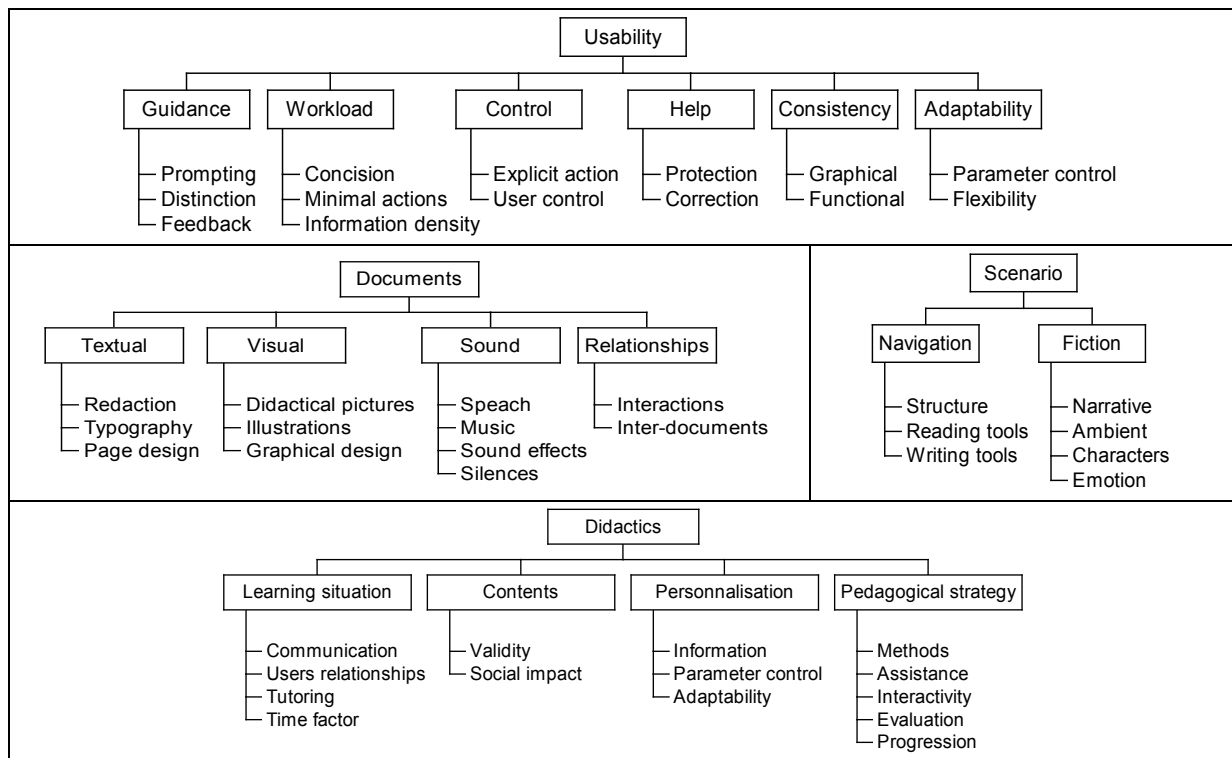 Usability
Guidance Workload Control Help Consistency Adaptability
Prompting Concision Explicit action Protection Graphical Parameter control
Distinction Minimal actions User control Correction Functional Flexibility
Feedback Information density
Documents
Textual Visual Sound Relationships
Redaction Didactical pictures Speach Interactions
Typography Illustrations Music Inter-documents
Page design Graphical design Sound effects
Silences
Scenario
Navigation Fiction
Structure Narrative
Reading tools Ambient
Writing tools Characters
Emotion
Didactics
Learning situation Contents Personnalisation Pedagogical strategy
Communication Validity Information Methods
Users relationships Social impact Parameter control Assistance
Tutoring Adaptability Interactivity
Time factor Evaluation
Progression